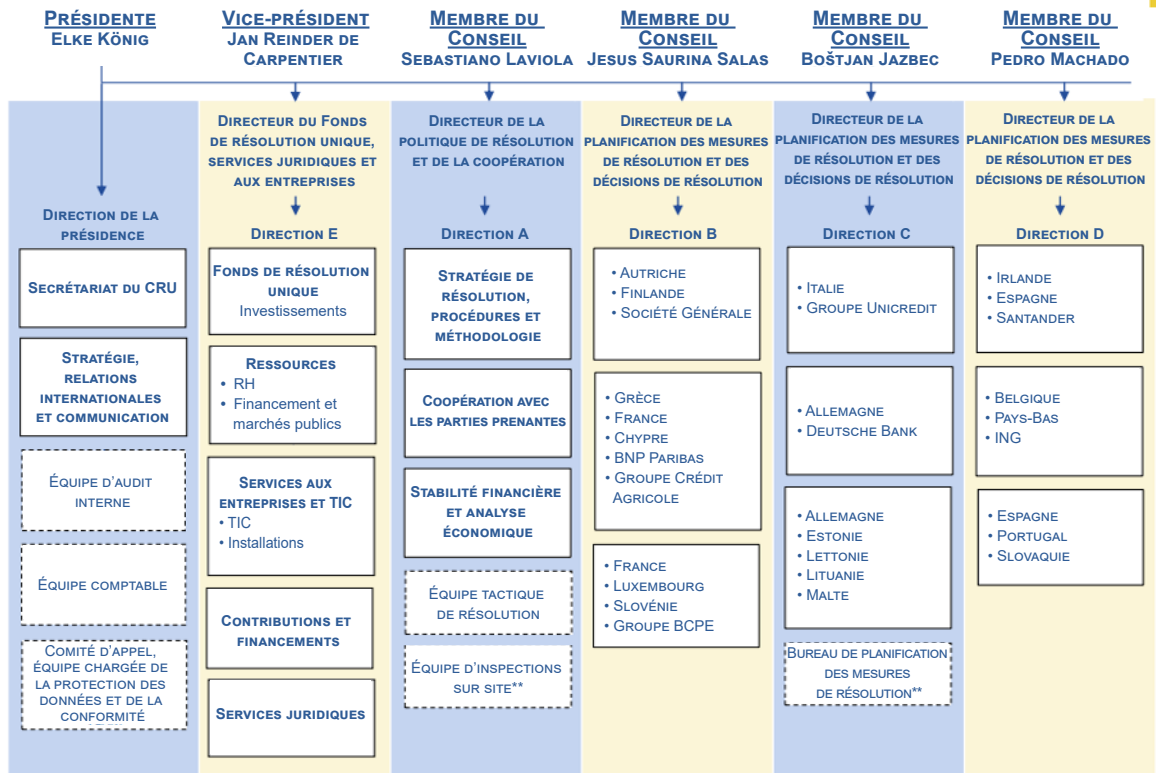 PRÉSIDENTE
ELKE KÖNIG
VICE-PRÉSIDENT
JAN REINDER DE
CARPENTIER
MEMBRE DU
CONSEIL
SEBASTIANO LAVIOLA
MEMBRE DU
CONSEIL
JESUS SAURINA SALAS
MEMBRE DU
CONSEIL
BOŠTJAN JAZBEC
MEMBRE DU
CONSEIL
PEDRO MACHADO
DIRECTION DE LA
PRÉSIDENCE
SECRÉTARIAT DU CRU
STRATÉGIE,
RELATIONS
INTERNATIONALES
ET COMMUNICATION
ÉQUIPE D'AUDIT
INTERNE
ÉQUIPE COMPTABLE
COMITÉ D'APPEL,
ÉQUIPE CHARGÉE DE
LA PROTECTION DES
DONNÉES ET DE LA
CONFORMITÉ
DIRECTEUR DU FONDS
DE RÉSOLUTION UNIQUE,
SERVICES JURIDIQUES ET
AUX ENTREPRISES
DIRECTION E
FONDS DE RÉSOLUTION
UNIQUE
Investissements
RESSOURCES
• RH
• Financement et
marchés publics
SERVICES AUX
ENTREPRISES ET TIC
• TIC
• Installations
CONTRIBUTIONS ET
FINANCEMENTS
SERVICES JURIDIQUES
DIRECTEUR DE LA
POLITIQUE DE RÉSOLUTION
ET DE LA COOPÉRATION
DIRECTION A
STRATÉGIE DE
RÉSOLUTION,
PROCÉDURES ET
MÉTHODOLOGIE
COOPÉRATION AVEC
LES PARTIES PRENANTES
STABILITÉ FINANCIÈRE
ET ANALYSE
ÉCONOMIQUE
ÉQUIPE TACTIQUE
DE RÉSOLUTION
ÉQUIPE D'INSPECTIONS
SUR SITE**
DIRECTEUR DE LA
PLANIFICATION DES MESURES
DE RÉSOLUTION ET DES
DÉCISIONS DE RÉSOLUTION
DIRECTION B
• AUTRICHE
• FINLANDE
• SOCIÉTÉ GÉNÉRALE
• GRÈCE
• FRANCE
• CHYPRE
• BNP PARIBAS
• GROUPE CRÉDIT
AGRICOLE
• FRANCE
• LUXEMBOURG
• SLOVÉNIE
• GROUPE BCPE
DIRECTEUR DE LA
PLANIFICATION DES MESURES
DE RÉSOLUTION ET DES
DÉCISIONS DE RÉSOLUTION
DIRECTION C
• ITALIE
• GROUPE UNICREDIT
• ALLEMAGNE
• DEUTSCHE BANK
• ALLEMAGNE
• ESTONIE
• LETTONIE
• LITUANIE
• MALTE
BUREAU DE PLANIFICATION
DES MESURES
DE RÉSOLUTION**
DIRECTEUR DE LA
PLANIFICATION DES MESURES
DE RÉSOLUTION ET DES
DÉCISIONS DE RÉSOLUTION
DIRECTION D
• IRLANDE
• ESPAGNE
• SANTANDER
• BELGIQUE
• PAYS-BAS
• ING
• ESPAGNE
• PORTUGAL
• SLOVAQUIE